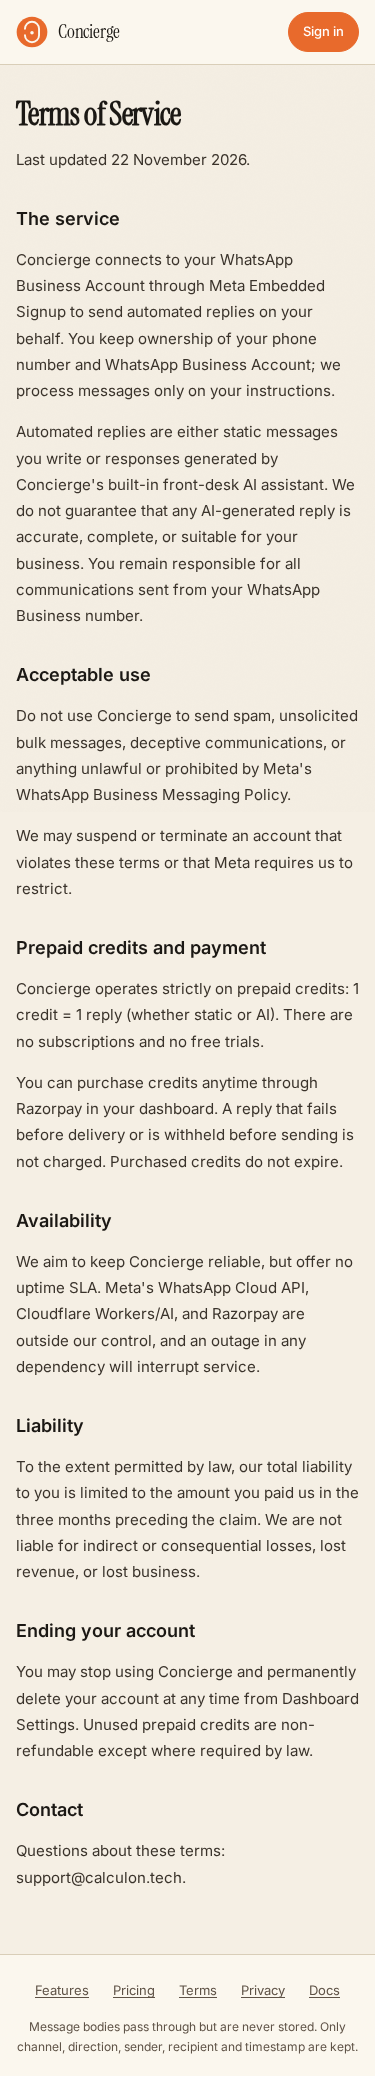 Concierge
Sign in
Terms of Service
Last updated 22 November 2026.
The service
Concierge connects to your WhatsApp
Business Account through Meta Embedded
Signup to send automated replies on your
behalf. You keep ownership of your phone
number and WhatsApp Business Account; we
process messages only on your instructions.
Automated replies are either static messages
you write or responses generated by
Concierge's built-in front-desk AI assistant. We
do not guarantee that any AI-generated reply is
accurate, complete, or suitable for your
business. You remain responsible for all
communications sent from your WhatsApp
Business number.
Acceptable use
Do not use Concierge to send spam, unsolicited
bulk messages, deceptive communications, or
anything unlawful or prohibited by Meta's
WhatsApp Business Messaging Policy.
We may suspend or terminate an account that
violates these terms or that Meta requires us to
restrict.
Prepaid credits and payment
Concierge operates strictly on prepaid credits: 1
credit = 1 reply (whether static or AI). There are
no subscriptions and no free trials.
You can purchase credits anytime through
Razorpay in your dashboard. A reply that fails
before delivery or is withheld before sending is
not charged. Purchased credits do not expire.
Availability
We aim to keep Concierge reliable, but offer no
uptime SLA. Meta's WhatsApp Cloud API,
Cloudflare Workers/AI, and Razorpay are
outside our control, and an outage in any
dependency will interrupt service.
Liability
To the extent permitted by law, our total liability
to you is limited to the amount you paid us in the
three months preceding the claim. We are not
liable for indirect or consequential losses, lost
revenue, or lost business.
Ending your account
You may stop using Concierge and permanently
delete your account at any time from Dashboard
Settings. Unused prepaid credits are non-
refundable except where required by law.
Contact
Questions about these terms:
support@calculon.tech.
Features Pricing Terms Privacy Docs
Message bodies pass through but are never stored. Only
channel, direction, sender, recipient and timestamp are kept.